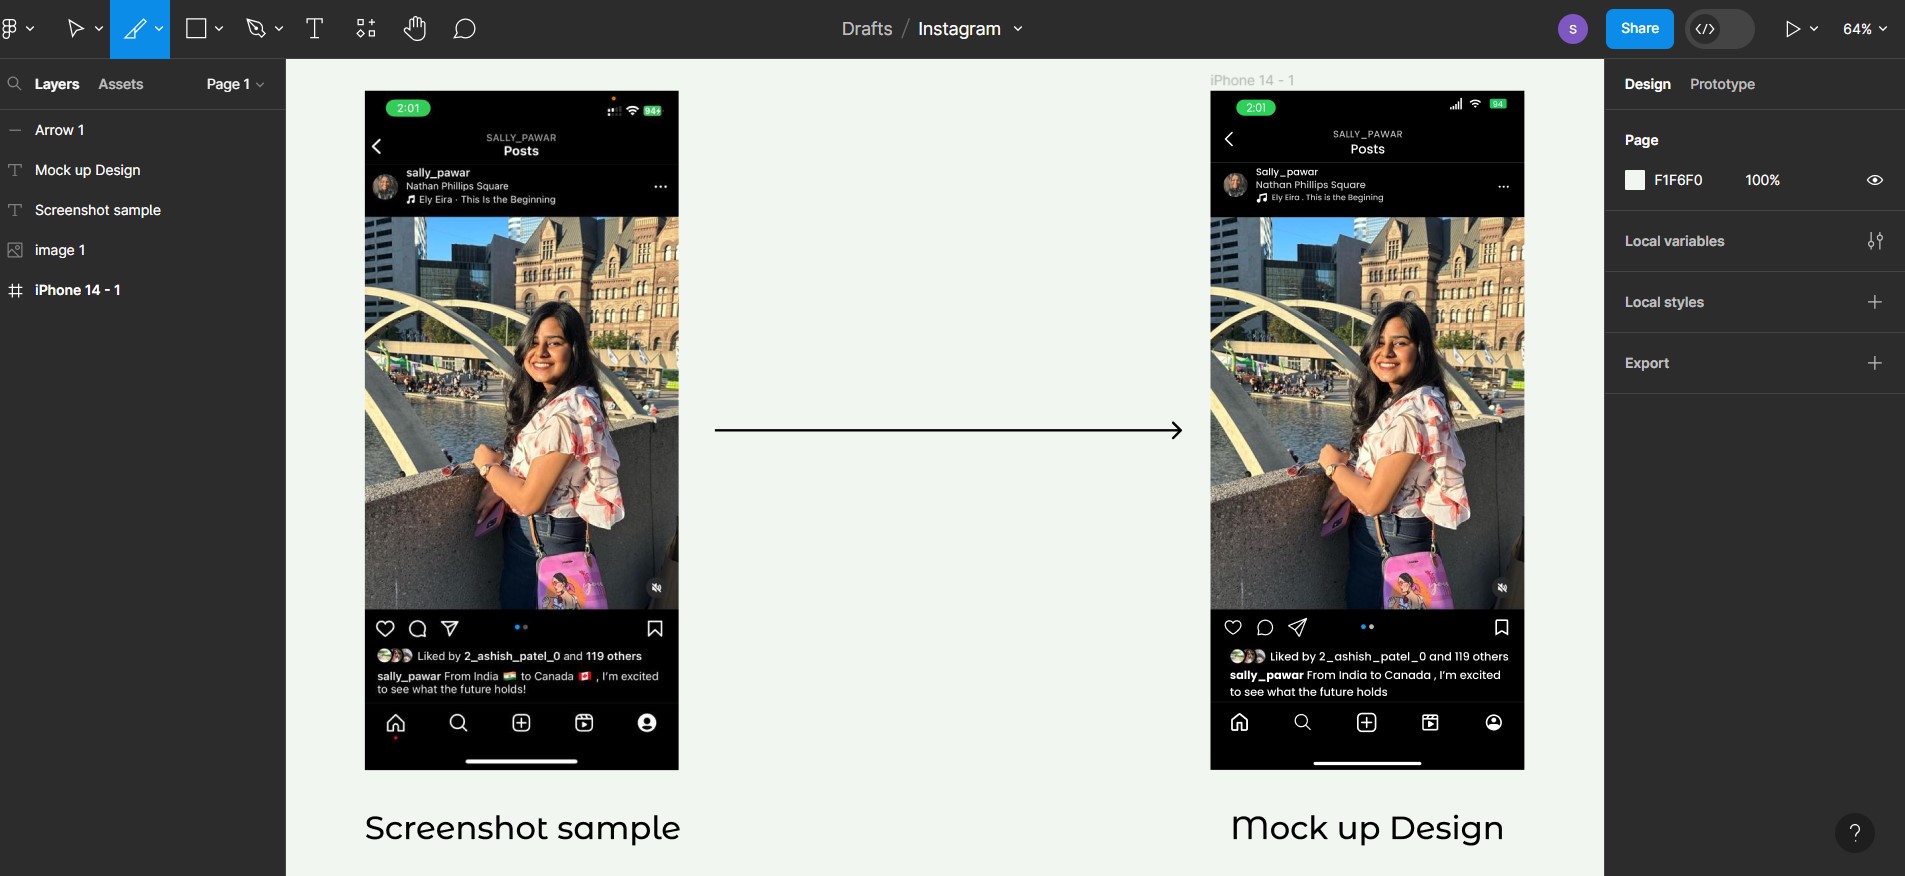 Drafts / Instagram
S
Share
64%
Layers
Assets
Page 1
Arrow 1
Mock up Design
Screenshot sample
image 1
iPhone 14 - 1
2:01
94+
SALLY_PAWAR
Posts
sally_pawar
Nathan Phillips Square
Ely Eira · This Is the Beginning
Liked by 2_ashish_patel_0 and 119 others
sally_pawar From India 🇮🇳 to Canada 🇨🇦 , I'm excited
to see what the future holds!
Screenshot sample
iPhone 14 - 1
2:01
94
SALLY_PAWAR
Posts
Sally_pawar
Nathan Phillips Square
Ely Eira . This is the Begining
Liked by 2_ashish_patel_0 and 119 others
sally_pawar From India to Canada , I'm excited
to see what the future holds
Mock up Design
Design
Prototype
Page
F1F6F0
100%
Local variables
Local styles
Export
?